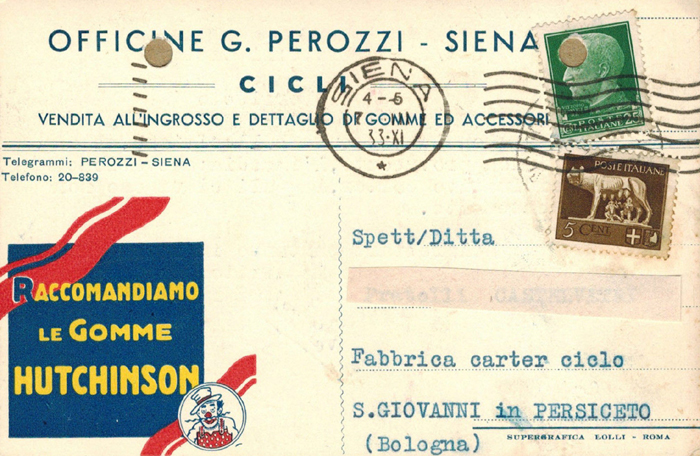 OFFICINE G. PEROZZI - SIENA
CICLI
VENDITA ALL'INGROSSO E DETTAGLIO DI GOMME ED ACCESSORI
Telegrammi: PEROZZI - SIENA
Telefono: 20-839
SIENA
4-5
33·XI
POSTE ITALIANE
25
POSTE ITALIANE
5 CENT
RACCOMANDIAMO
LE GOMME
HUTCHINSON
Spett/Ditta
Fabbrica carter ciclo
S.GIOVANNI in PERSICETO
(Bologna)
SUPERGRAFICA LOLLI - ROMA